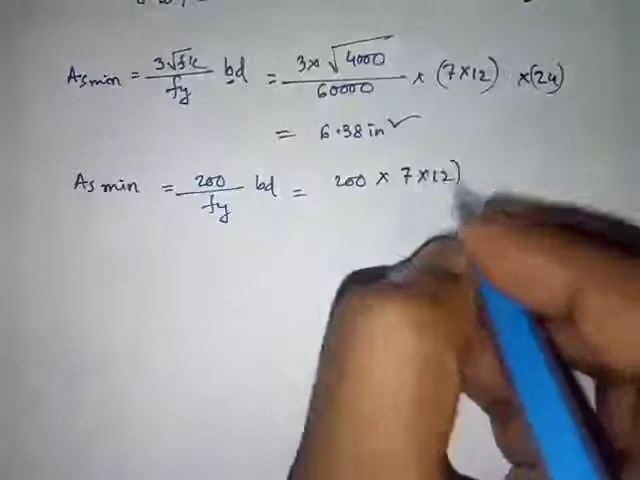 As min = 3√f'c / fy bd = 3× √4000 / 60000 × (7×12) ×(24)
= 6.38 in ✓
As min = 200 / fy bd = 200 × 7×12)